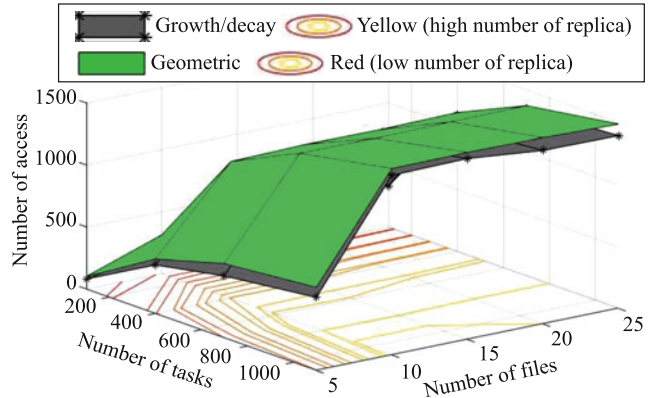 Growth/decay
Yellow (high number of replica)
Geometric
Red (low number of replica)
1500
1000
500
0
Number of access
200
400
600
800
1000
Number of tasks
5
10
15
20
25
Number of files